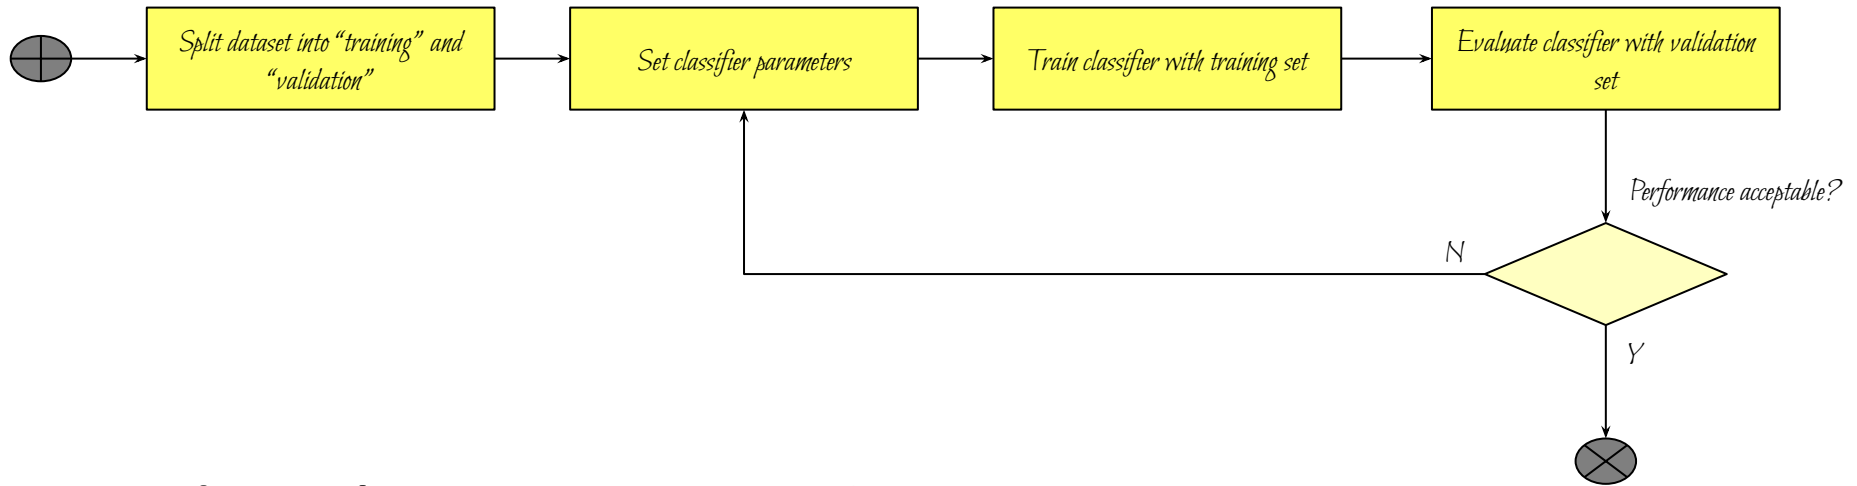 Split dataset into “training” and
“validation”
Set classifier parameters
Train classifier with training set
Evaluate classifier with validation
set
Performance acceptable?
N
Y